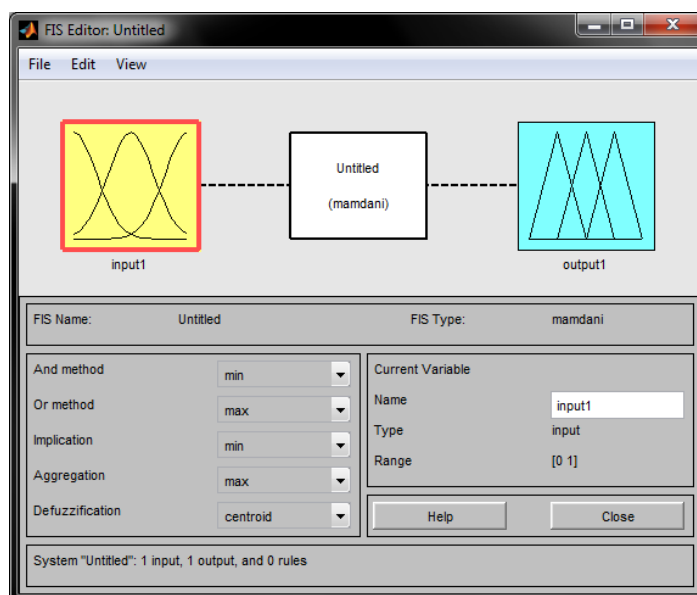 FIS Editor: Untitled
File Edit View
Untitled
(mamdani)
input1
output1
FIS Name: Untitled FIS Type: mamdani
And method min
Or method max
Implication min
Aggregation max
Defuzzification centroid
Current Variable
Name input1
Type input
Range [0 1]
Help Close
System "Untitled": 1 input, 1 output, and 0 rules